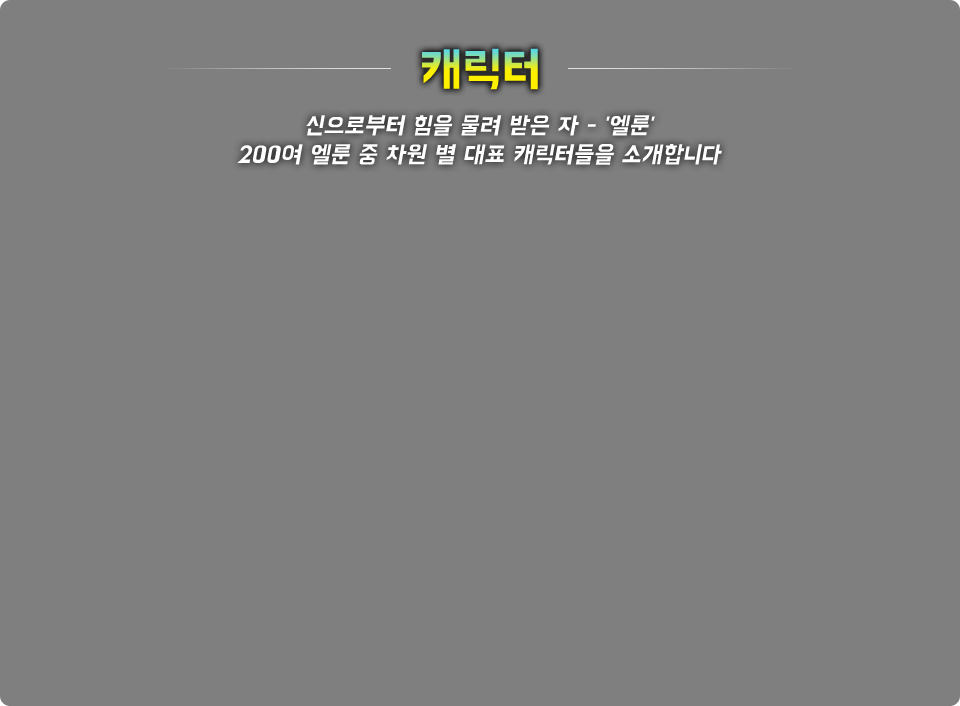 캐릭터
신으로부터 힘을 물려 받은 자 - '엘룬'
200여 엘룬 중 차원 별 대표 캐릭터들을 소개합니다